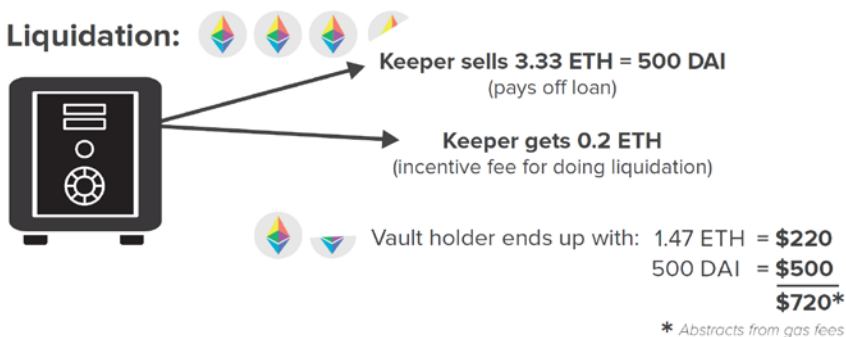 Liquidation:
Keeper sells 3.33 ETH = 500 DAI
(pays off loan)
Keeper gets 0.2 ETH
(incentive fee for doing liquidation)
Vault holder ends up with: 1.47 ETH = $220
500 DAI = $500
$720*
* Abstracts from gas fees